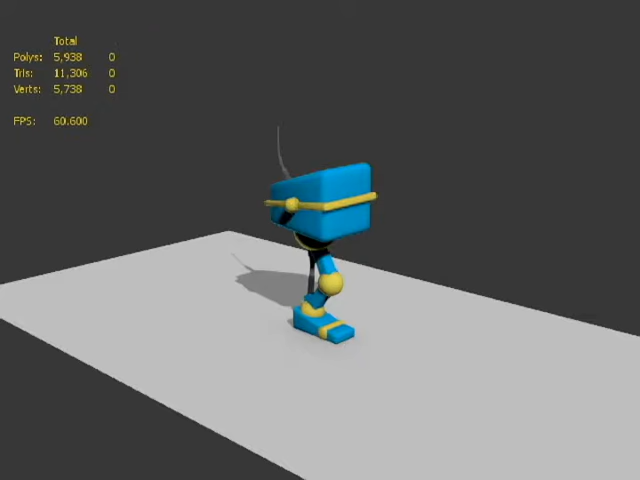 Total
Polys: 5,938 0
Tris: 11,306 0
Verts: 5,738 0
FPS: 60.600